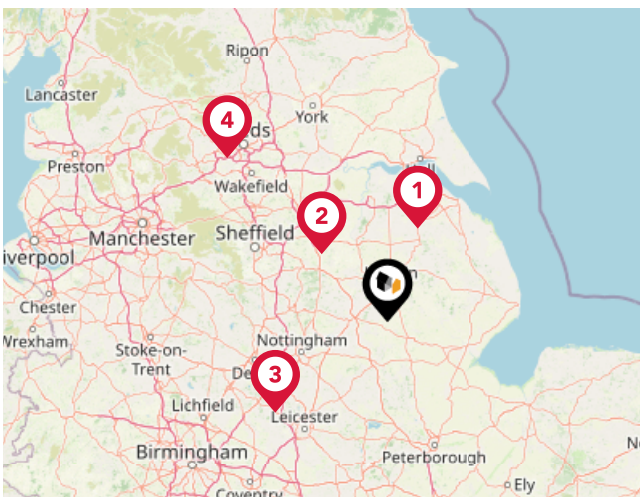 Ripon
Lancaster
York
4
ds
Preston
Wakefield
1
2
Manchester
Sheffield
iverpool
Chester
Wrexham
Nottingham
Stoke-on-
Trent
De
3
Lichfield
Leicester
Birmingham
Peterborough
Coventry
Ely